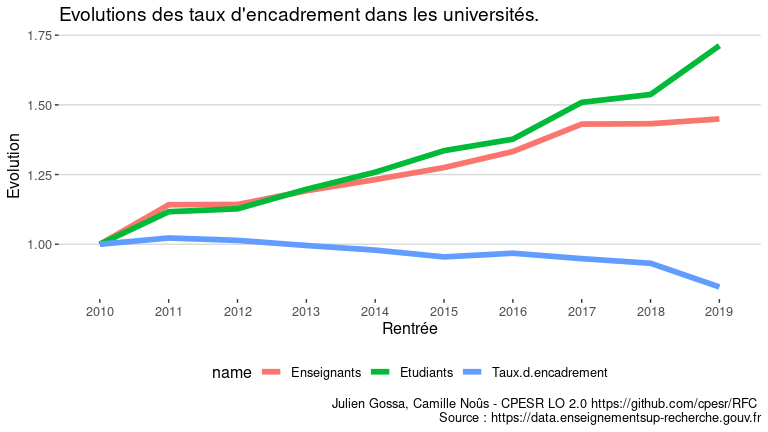 Evolutions des taux d'encadrement dans les universités.
1.75
1.50
1.25
1.00
Evolution
2010 2011 2012 2013 2014 2015 2016 2017 2018 2019
Rentrée
name Enseignants Etudiants Taux.d.encadrement
Julien Gossa, Camille Noûs - CPESR LO 2.0 https://github.com/cpesr/RFC
Source : https://data.enseignementsup-recherche.gouv.fr